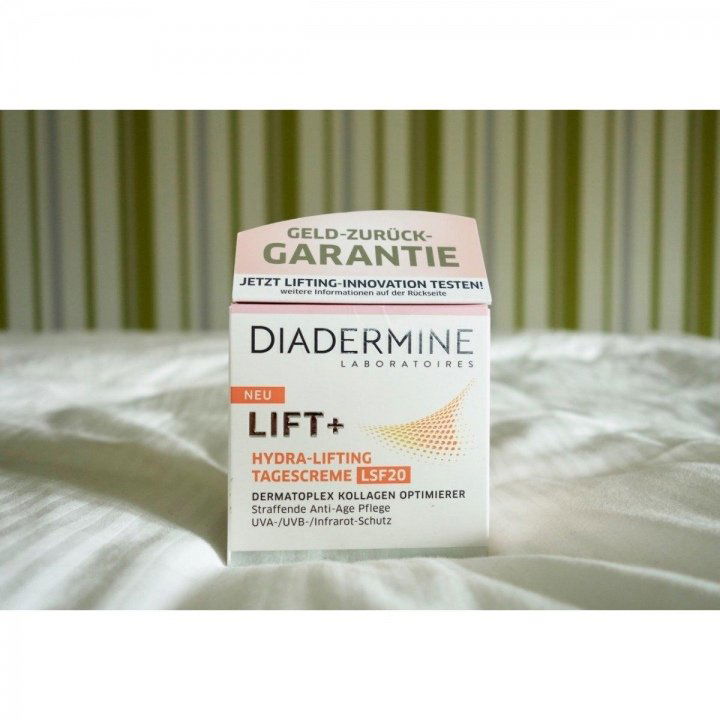 GELD-ZURÜCK-
GARANTIE
JETZT LIFTING-INNOVATION TESTEN!
weitere Informationen auf der Rückseite
DIADERMINE
LABORATOIRES
NEU
LIFT+
HYDRA-LIFTING
TAGESCREME LSF20
DERMATOPLEX KOLLAGEN OPTIMIERER
Straffende Anti-Age Pflege
UVA-/UVB-/Infrarot-Schutz